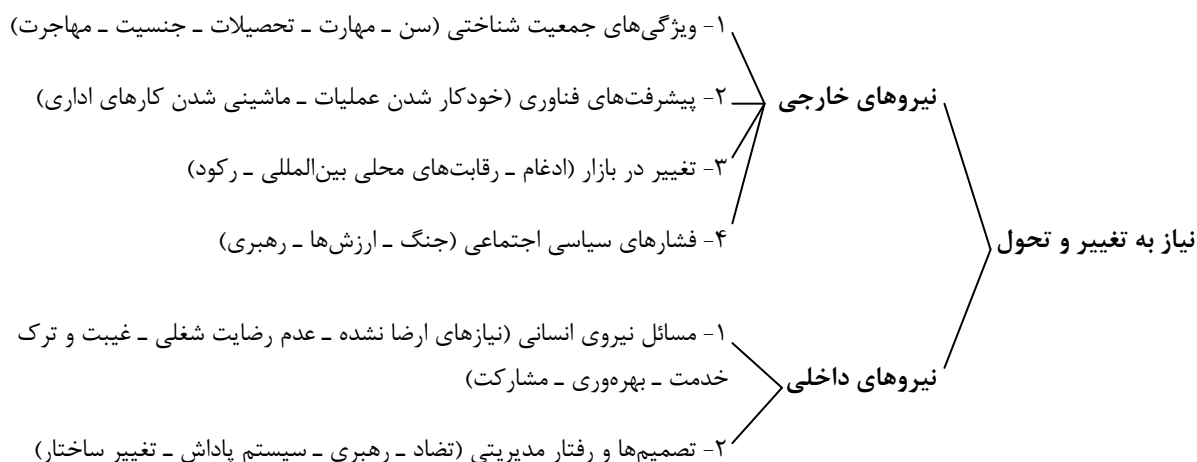 نیاز به تغییر و تحول
نیروهای خارجی
۱- ویژگی‌های جمعیت شناختی (سن ـ مهارت ـ تحصیلات ـ جنسیت ـ مهاجرت)
۲- پیشرفت‌های فناوری (خودکار شدن عملیات ـ ماشینی شدن کارهای اداری)
۳- تغییر در بازار (ادغام ـ رقابت‌های محلی بین‌المللی ـ رکود)
۴- فشارهای سیاسی اجتماعی (جنگ ـ ارزش‌ها ـ رهبری)
نیروهای داخلی
۱- مسائل نیروی انسانی (نیازهای ارضا نشده ـ عدم رضایت شغلی ـ غیبت و ترک
خدمت ـ بهره‌وری ـ مشارکت)
۲- تصمیم‌ها و رفتار مدیریتی (تضاد ـ رهبری ـ سیستم پاداش ـ تغییر ساختار)